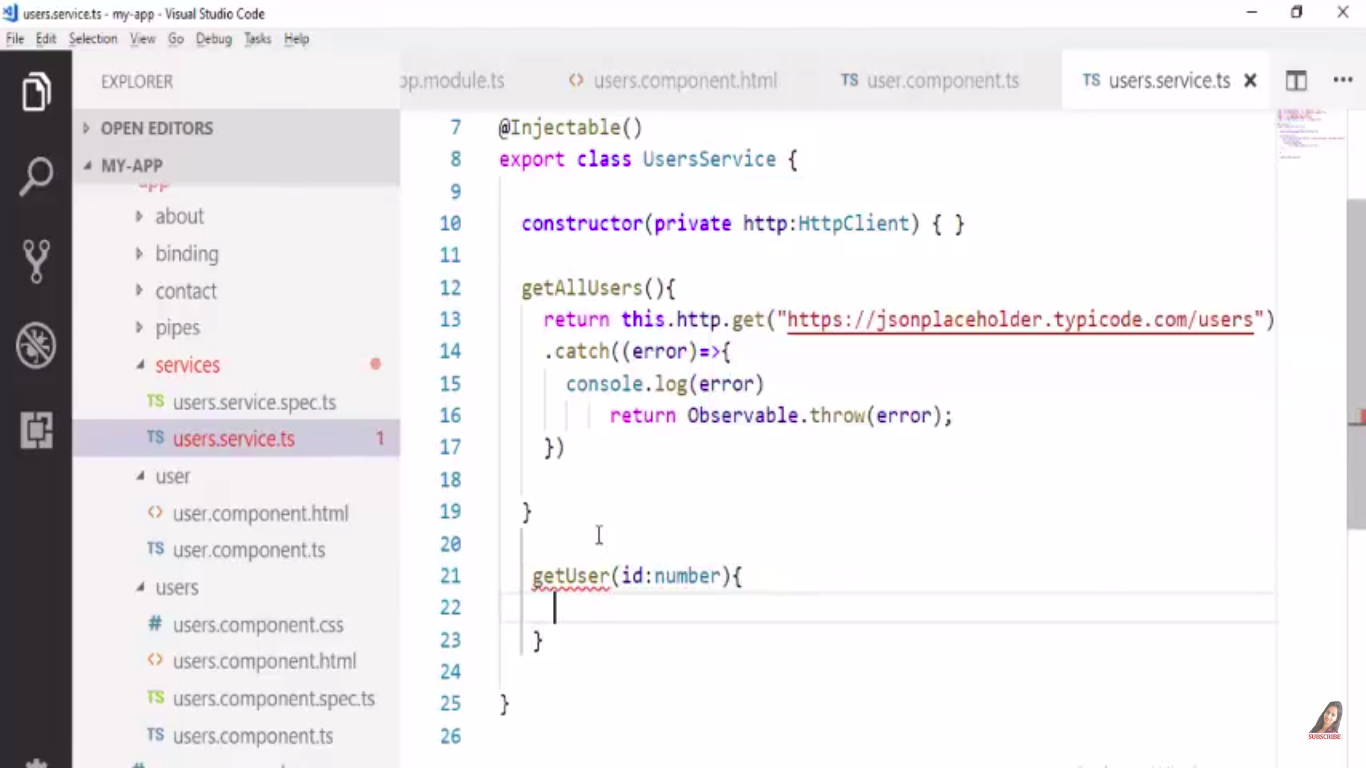 users.service.ts - my-app - Visual Studio Code
File Edit Selection View Go Debug Tasks Help
EXPLORER
OPEN EDITORS
MY-APP
app
about
binding
contact
pipes
services
TS users.service.spec.ts
TS users.service.ts 1
user
<> user.component.html
TS user.component.ts
users
# users.component.css
<> users.component.html
TS users.component.spec.ts
TS users.component.ts
pp.module.ts <> users.component.html TS user.component.ts TS users.service.ts
7 @Injectable()
8 export class UsersService {
9
10 constructor(private http:HttpClient) { }
11
12 getAllUsers(){
13 return this.http.get("https://jsonplaceholder.typicode.com/users")
14 .catch((error)=>{
15 console.log(error)
16 return Observable.throw(error);
17 })
18
19 }
20
21 getUser(id:number){
22
23 }
24
25 }
26
SUBSCRIBE